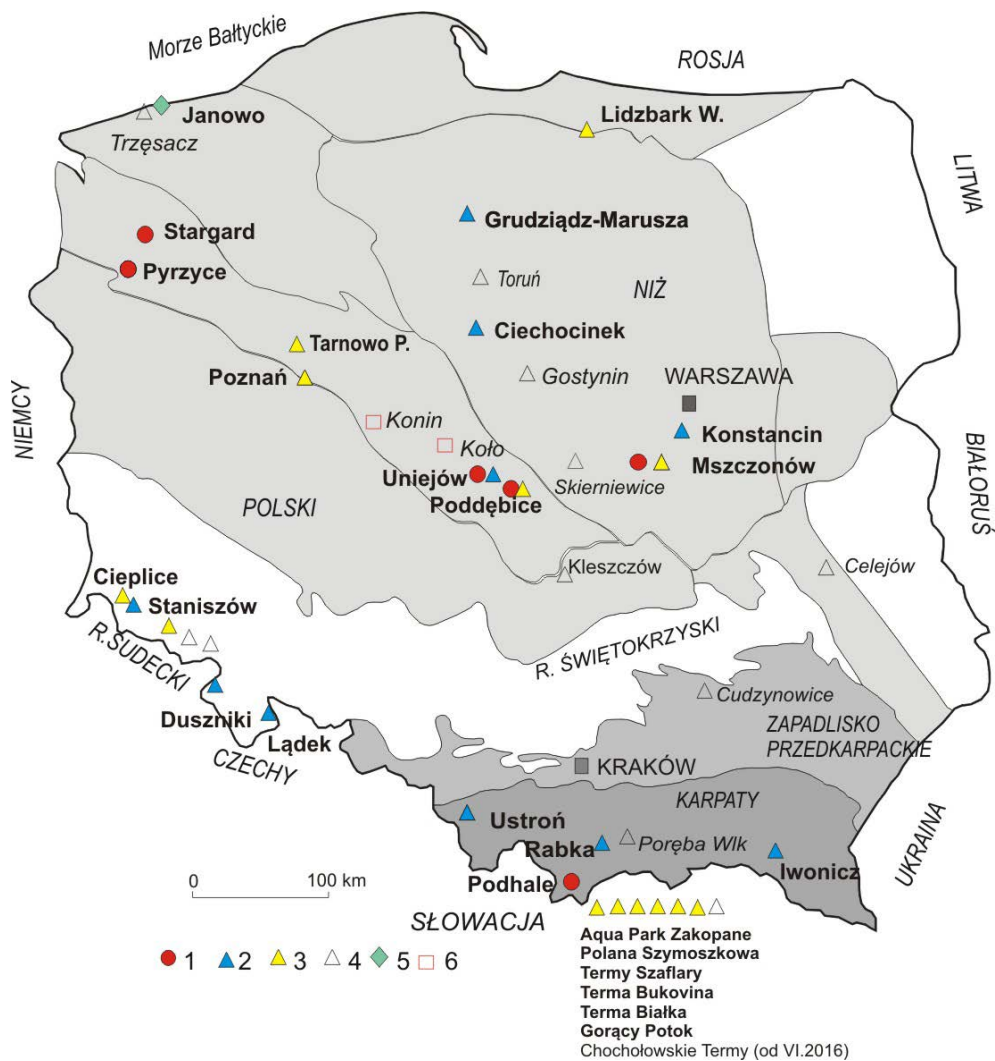 Morze Bałtyckie
ROSJA
Janowo
Trzęsacz
Lidzbark W.
LITWA
Grudziądz-Marusza
Stargard
Pyrzyce
Toruń
NIŻ
Ciechocinek
Tarnowo P.
Poznań
Gostynin
WARSZAWA
NIEMCY
Konin
Konstancin
Koło
BIAŁORUŚ
Mszczonów
Uniejów
Skierniewice
Poddębice
POLSKI
Kleszczów
Celejów
Cieplice
Staniszów
R.SUDECKI
R. ŚWIĘTOKRZYSKI
Cudzynowice
Duszniki
ZAPADLISKO
PRZEDKARPACKIE
Lądek
CZECHY
KRAKÓW
KARPATY
UKRAINA
Ustroń
Poręba Wlk
Rabka
Iwonicz
Podhale
0 100 km
SŁOWACJA
1 2 3 4 5 6
Aqua Park Zakopane
Polana Szymoszkowa
Termy Szaflary
Terma Bukovina
Terma Białka
Gorący Potok
Chochołowskie Termy (od VI.2016)